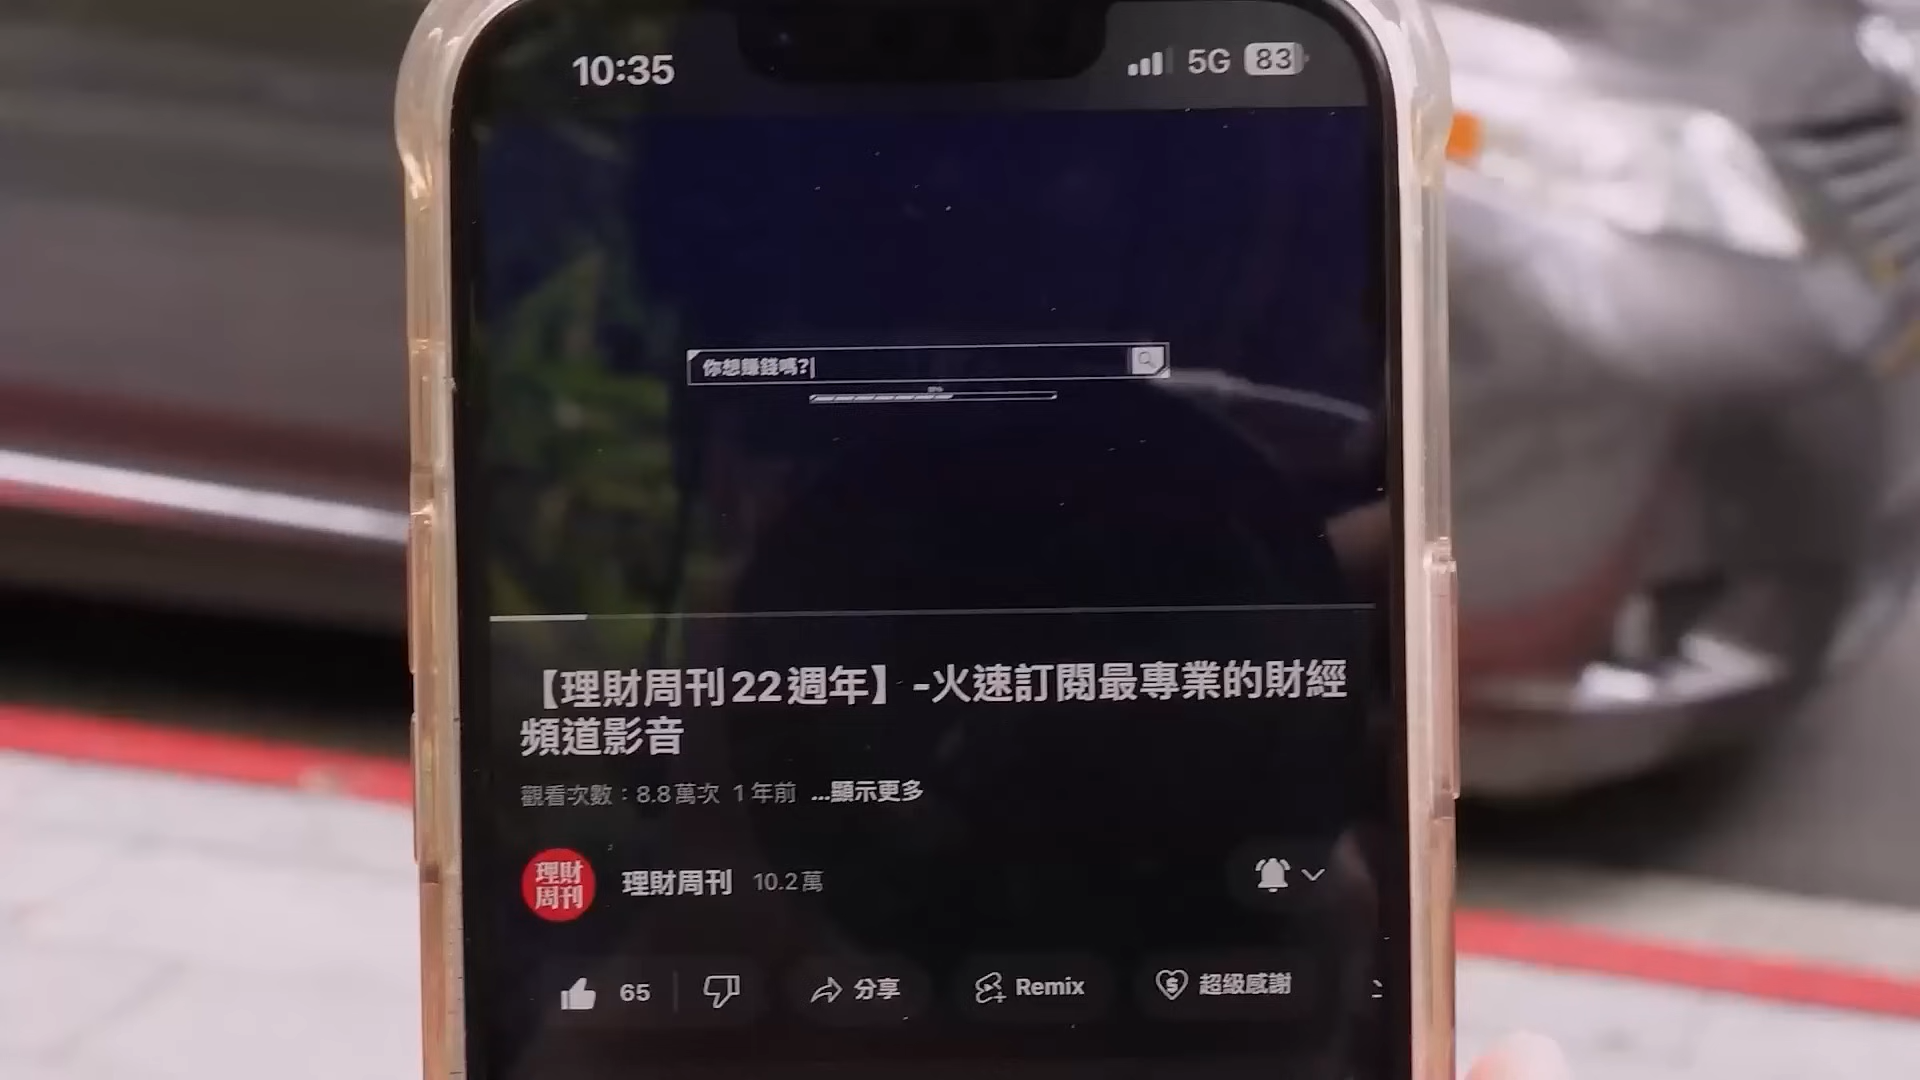 10:35
5G 83
你想賺錢嗎?
【理財周刊22週年】-火速訂閱最專業的財經
頻道影音
觀看次數：8.8萬次 1年前 ...顯示更多
理財
周刊
理財周刊 10.2萬
65 分享 Remix 超級感謝